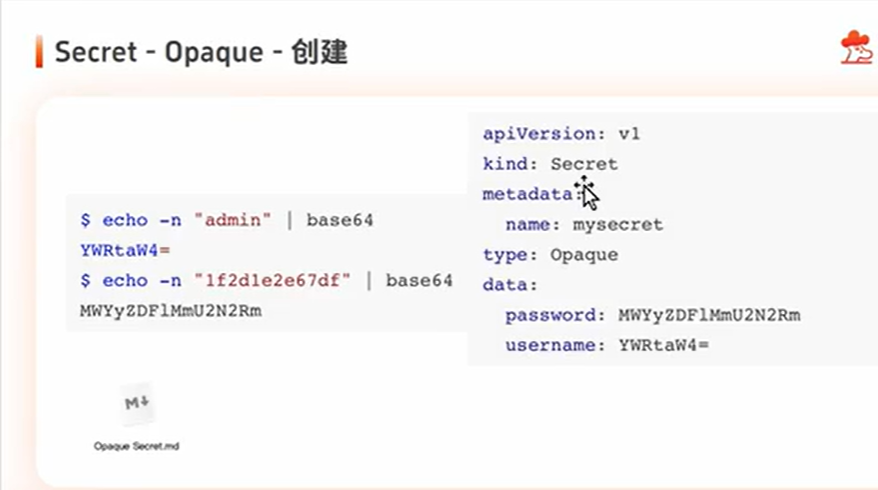 Secret - Opaque - 创建
$ echo -n "admin" | base64
YWRtaW4=
$ echo -n "1f2d1e2e67df" | base64
MWYyZDFlMmU2N2Rm
apiVersion: v1
kind: Secret
metadata:
  name: mysecret
type: Opaque
data:
  password: MWYyZDFlMmU2N2Rm
  username: YWRtaW4=
M↓
Opaque Secret.md